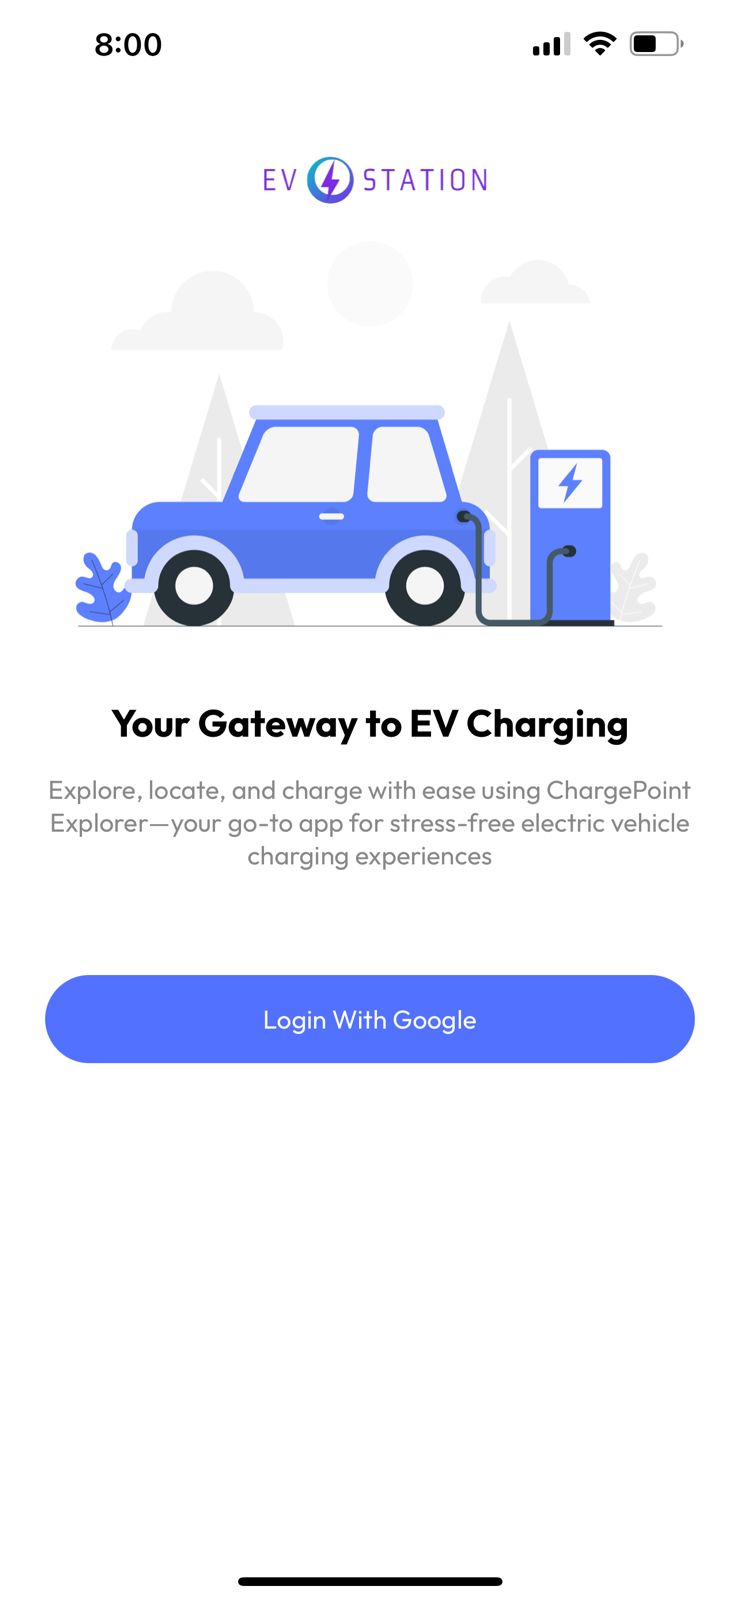 8:00
EV STATION
Your Gateway to EV Charging
Explore, locate, and charge with ease using ChargePoint
Explorer—your go-to app for stress-free electric vehicle
charging experiences
Login With Google